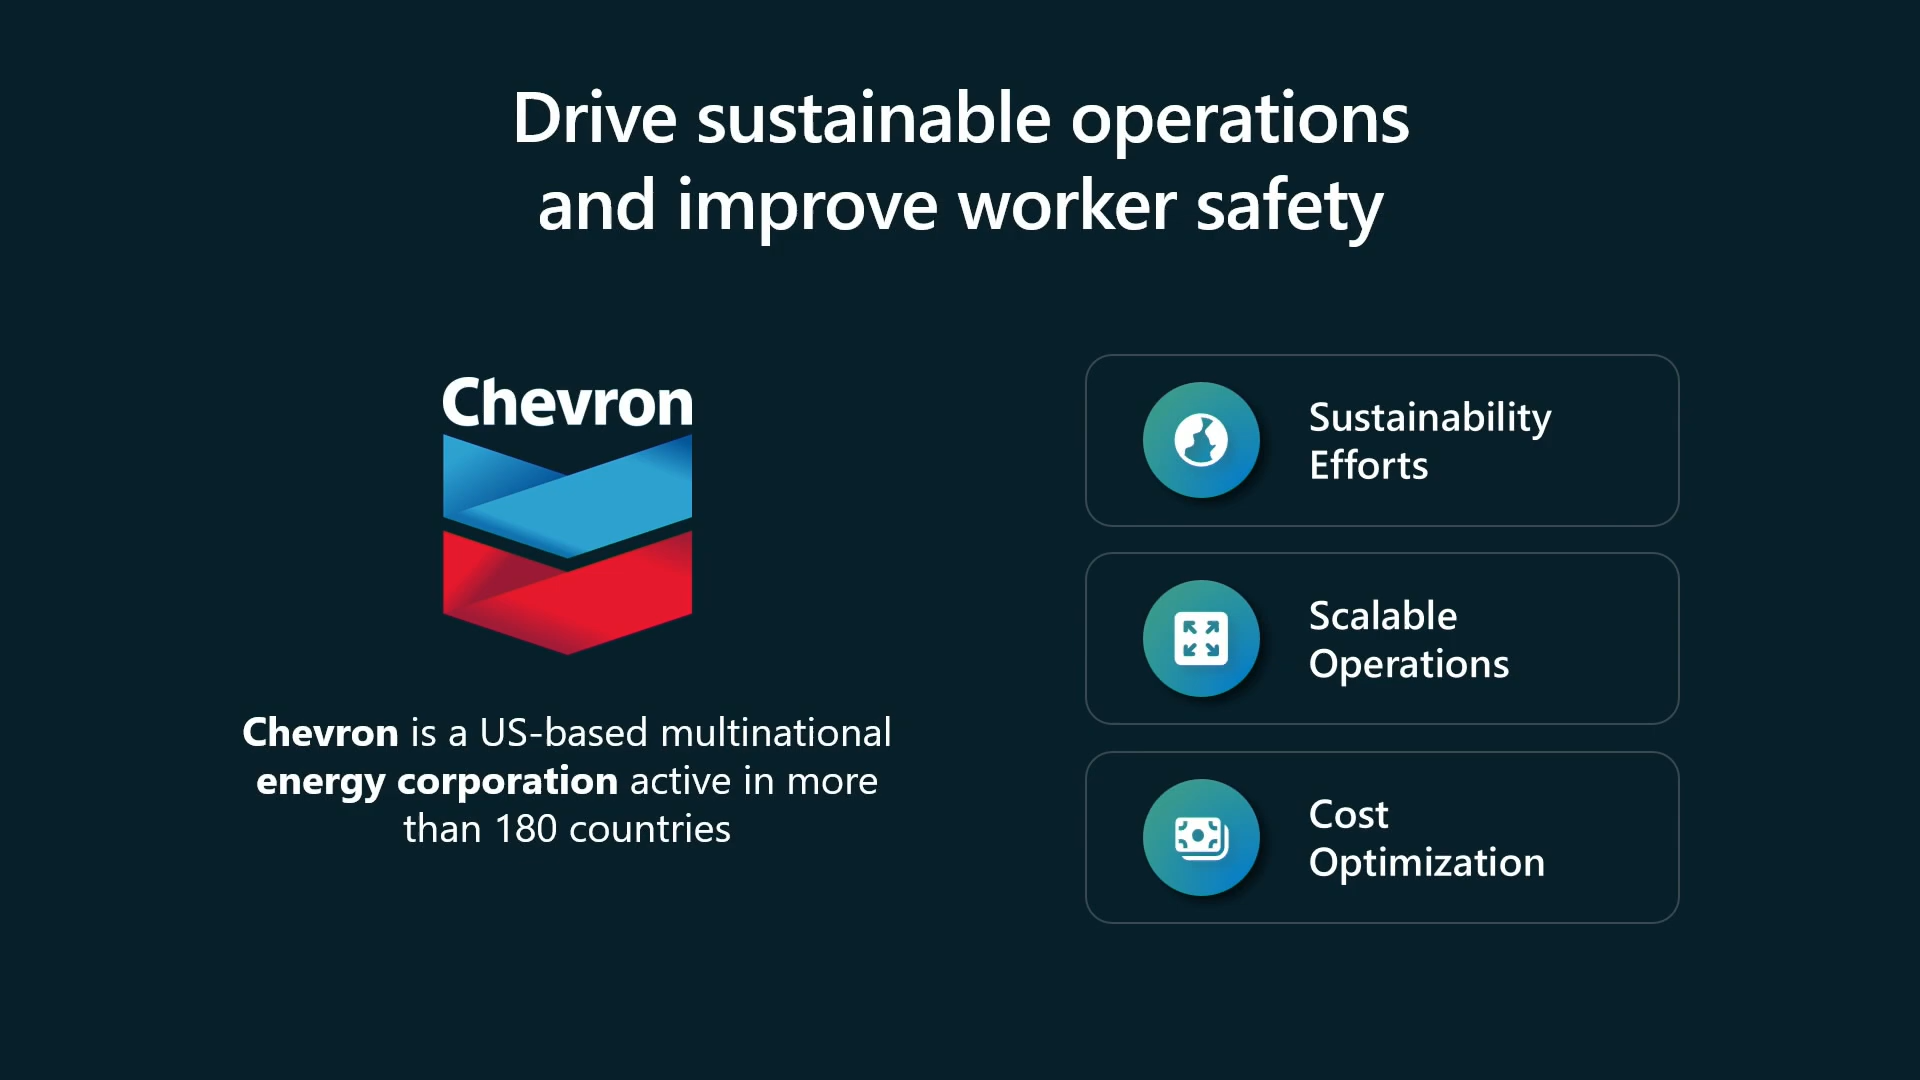 Drive sustainable operations
and improve worker safety
Chevron
Chevron is a US-based multinational
energy corporation active in more
than 180 countries
Sustainability
Efforts
Scalable
Operations
Cost
Optimization